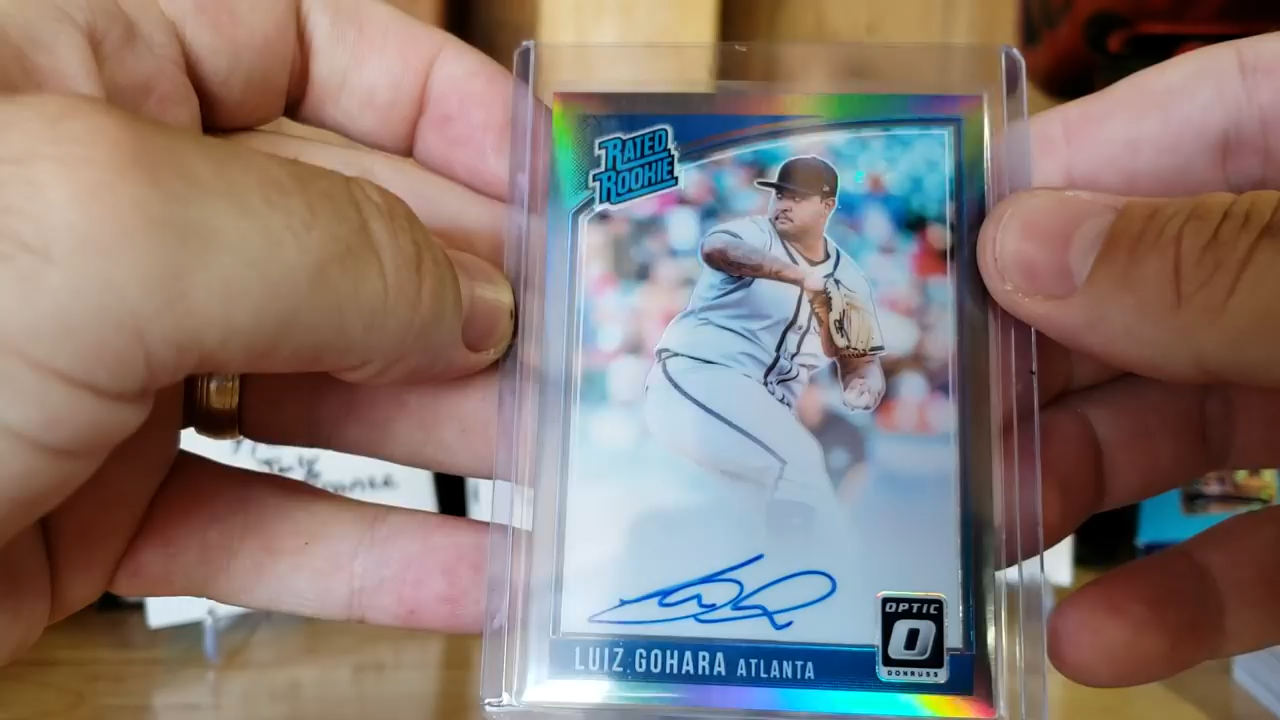 RATED
ROOKIE
OPTIC
O
DONRUSS
LUIZ GOHARA ATLANTA